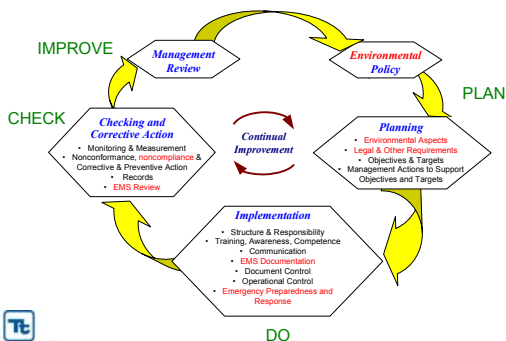 IMPROVE
Management
Review
Environmental
Policy
PLAN
CHECK
Checking and
Corrective Action
• Monitoring & Measurement
• Nonconformance, noncompliance &
Corrective & Preventive Action
• Records
• EMS Review
Continual
Improvement
Planning
• Environmental Aspects
• Legal & Other Requirements
• Objectives & Targets
• Management Actions to Support
Objectives and Targets
Implementation
• Structure & Responsibility
• Training, Awareness, Competence
• Communication
• EMS Documentation
• Document Control
• Operational Control
• Emergency Preparedness and
Response
Tt
DO